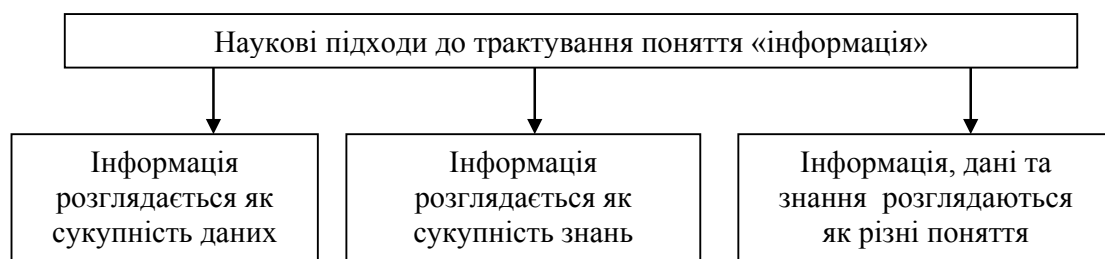 Наукові підходи до трактування поняття «інформація»
Інформація
розглядається як
сукупність даних
Інформація
розглядається як
сукупність знань
Інформація, дані та
знання розглядаються
як різні поняття